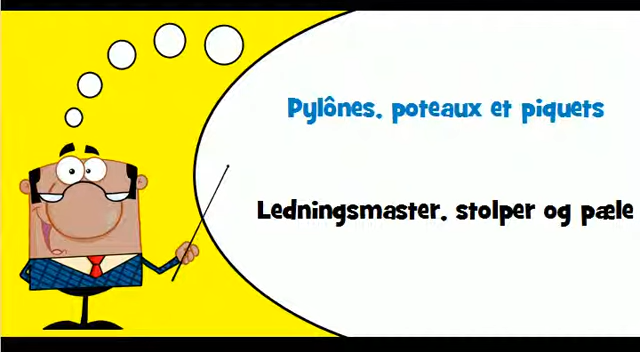 Pylônes, poteaux et piquets
Ledningsmaster, stolper og pæle